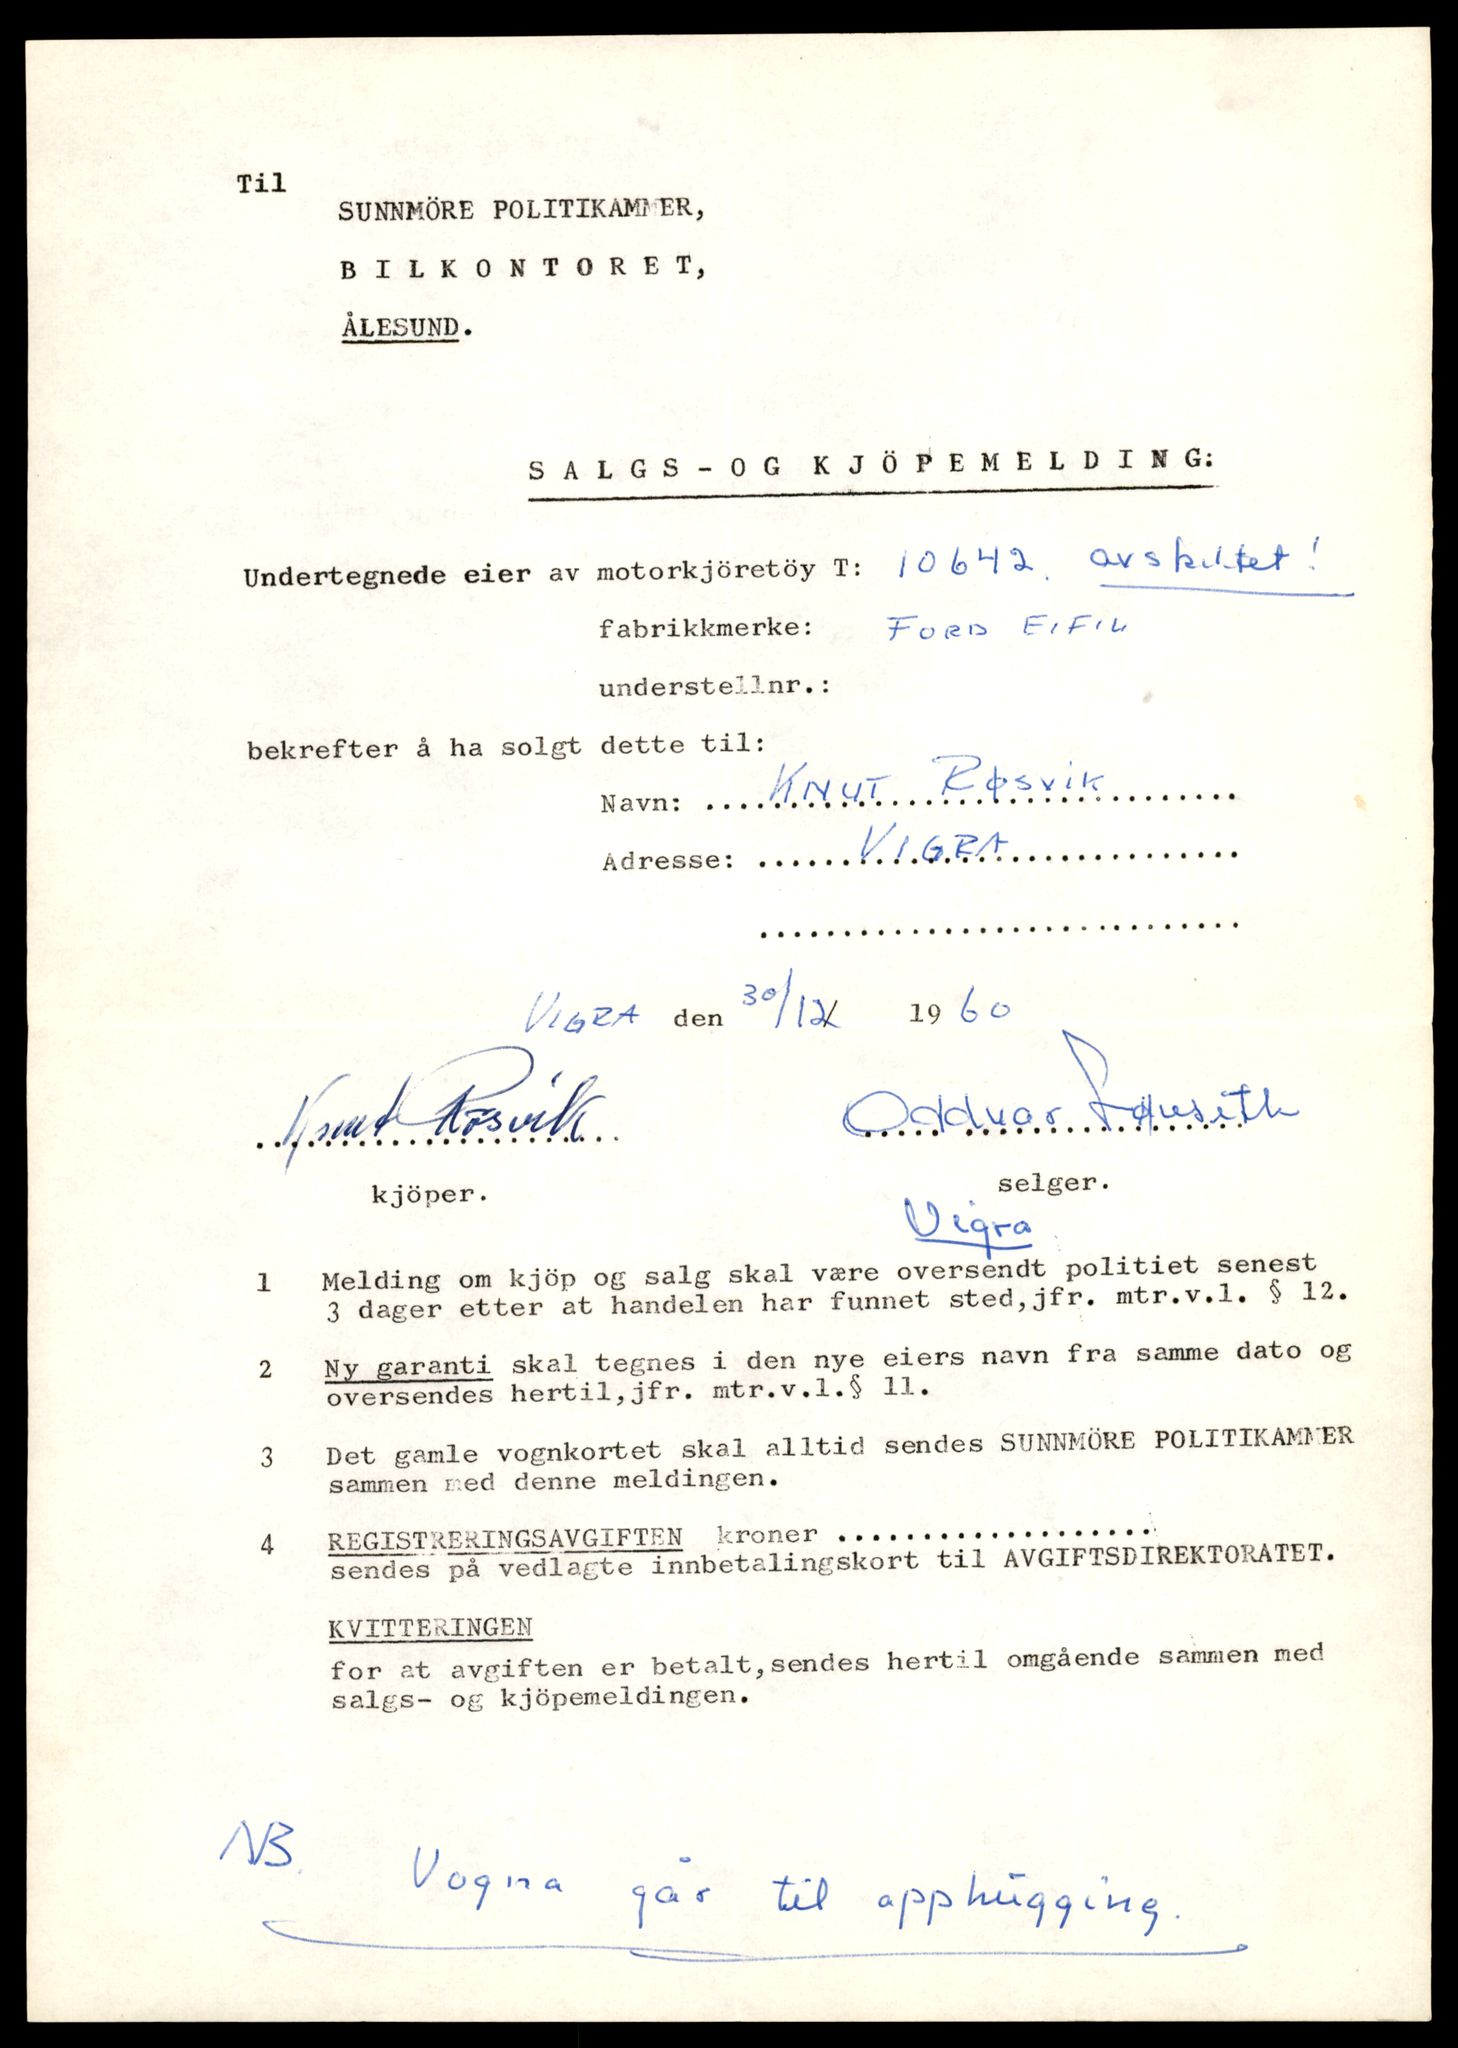 Til
SUNNMÖRE POLITIKAMMER,
B I L K O N T O R E T,
ÅLESUND.
S A L G S - O G K J Ö P E M E L D I N G:
Undertegnede eier av motorkjöretöy T: 10642. avskiltet!
fabrikkmerke: FORD EIFIL
understellnr.:
bekrefter å ha solgt dette til:
Navn: KNUT Røsvik
Adresse: VIGRA
VIGRA den 30/12 1960
Knut Røsvik Oddvar
kjöper. selger.
Vigra
1 Melding om kjöp og salg skal være oversendt politiet senest
3 dager etter at handelen har funnet sted,jfr. mtr.v.l. § 12.
2 Ny garanti skal tegnes i den nye eiers navn fra samme dato og
oversendes hertil,jfr. mtr.v.l.§ 11.
3 Det gamle vognkortet skal alltid sendes SUNNMÖRE POLITIKAMMER
sammen med denne meldingen.
4 REGISTRERINGSAVGIFTEN kroner ...................
sendes på vedlagte innbetalingskort til AVGIFTSDIREKTORATET.
KVITTERINGEN
for at avgiften er betalt,sendes hertil omgående sammen med
salgs- og kjöpemeldingen.
NB. Vogna går til opphugging.